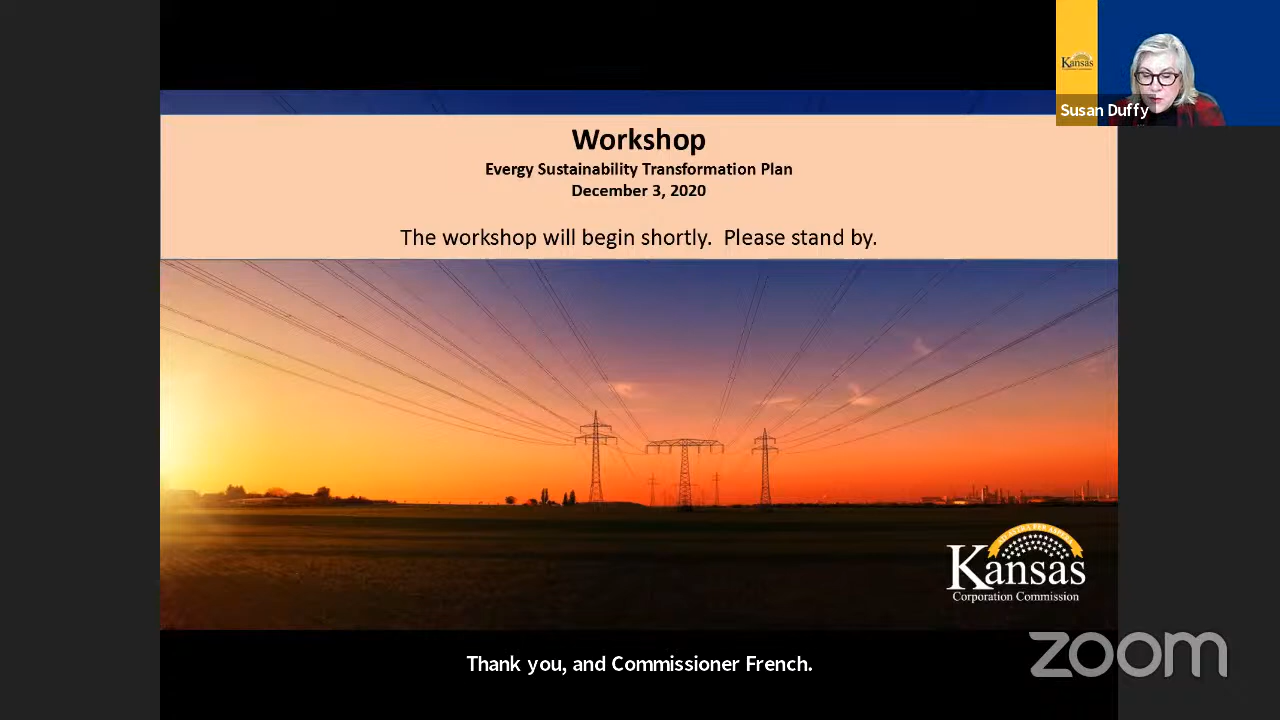 Kansas
Susan Duffy
Workshop
Evergy Sustainability Transformation Plan
December 3, 2020
The workshop will begin shortly. Please stand by.
Kansas
Corporation Commission
Thank you, and Commissioner French.
zoom